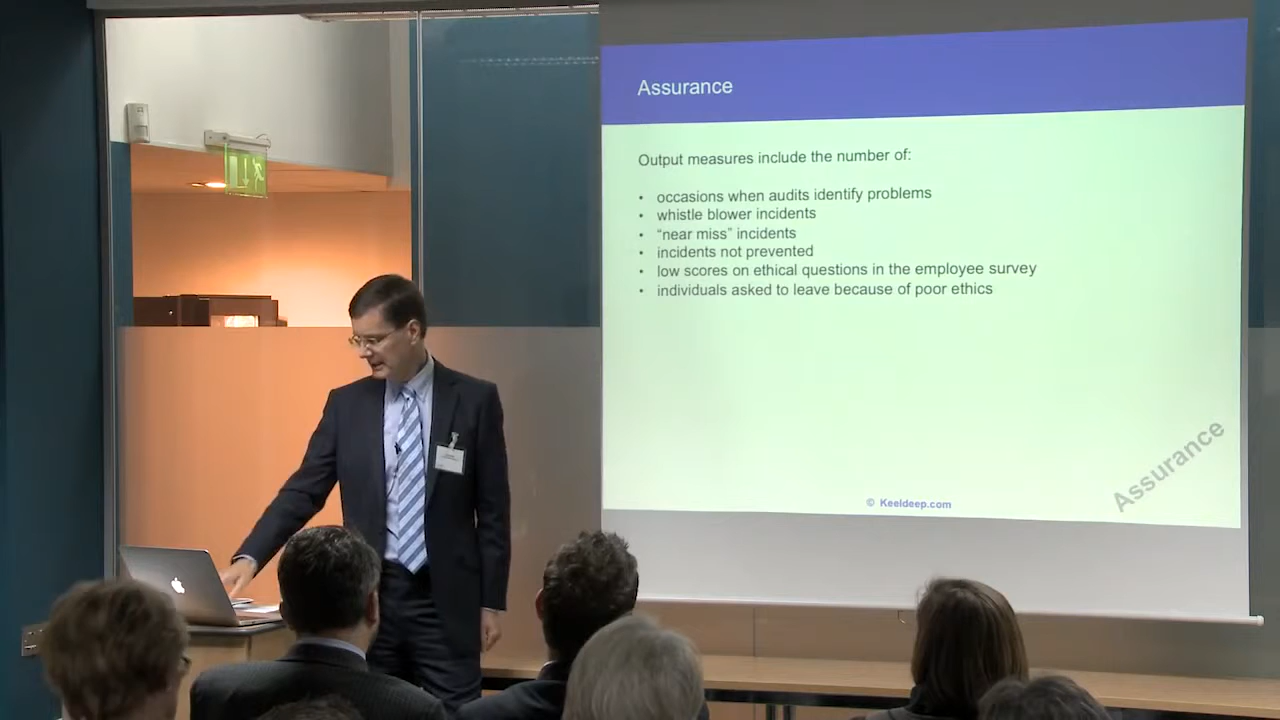 Assurance
Output measures include the number of:
• occasions when audits identify problems
• whistle blower incidents
• “near miss” incidents
• incidents not prevented
• low scores on ethical questions in the employee survey
• individuals asked to leave because of poor ethics
Assurance
© Keeldeep.com